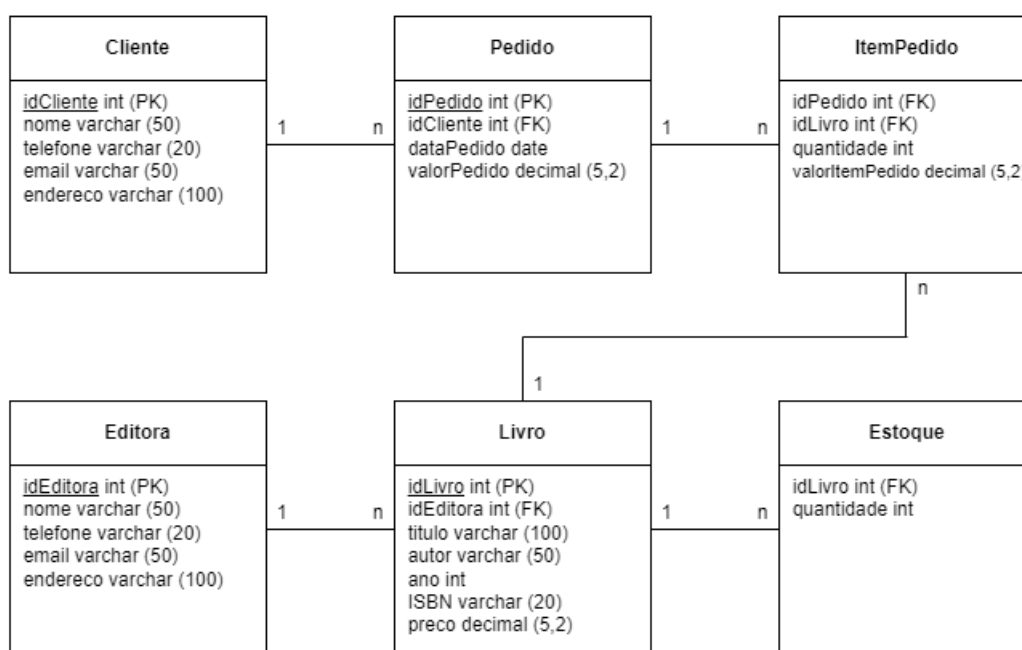 Cliente
idCliente int (PK)
nome varchar (50)
telefone varchar (20)
email varchar (50)
endereco varchar (100)
1
n
Pedido
idPedido int (PK)
idCliente int (FK)
dataPedido date
valorPedido decimal (5,2)
1
n
ItemPedido
idPedido int (FK)
idLivro int (FK)
quantidade int
valorItemPedido decimal (5,2
n
1
Editora
idEditora int (PK)
nome varchar (50)
telefone varchar (20)
email varchar (50)
endereco varchar (100)
1
n
Livro
idLivro int (PK)
idEditora int (FK)
titulo varchar (100)
autor varchar (50)
ano int
ISBN varchar (20)
preco decimal (5,2)
1
n
Estoque
idLivro int (FK)
quantidade int